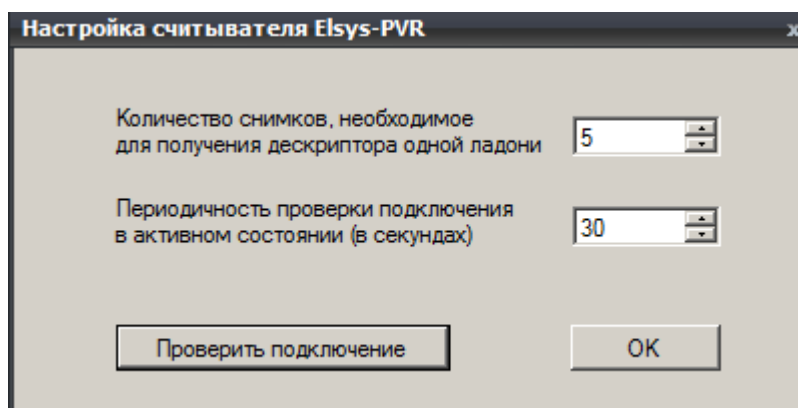 Настройка считывателя Elsys-PVR
x
Количество снимков, необходимое
для получения дескриптора одной ладони
5
Периодичность проверки подключения
в активном состоянии (в секундах)
30
Проверить подключение
OK